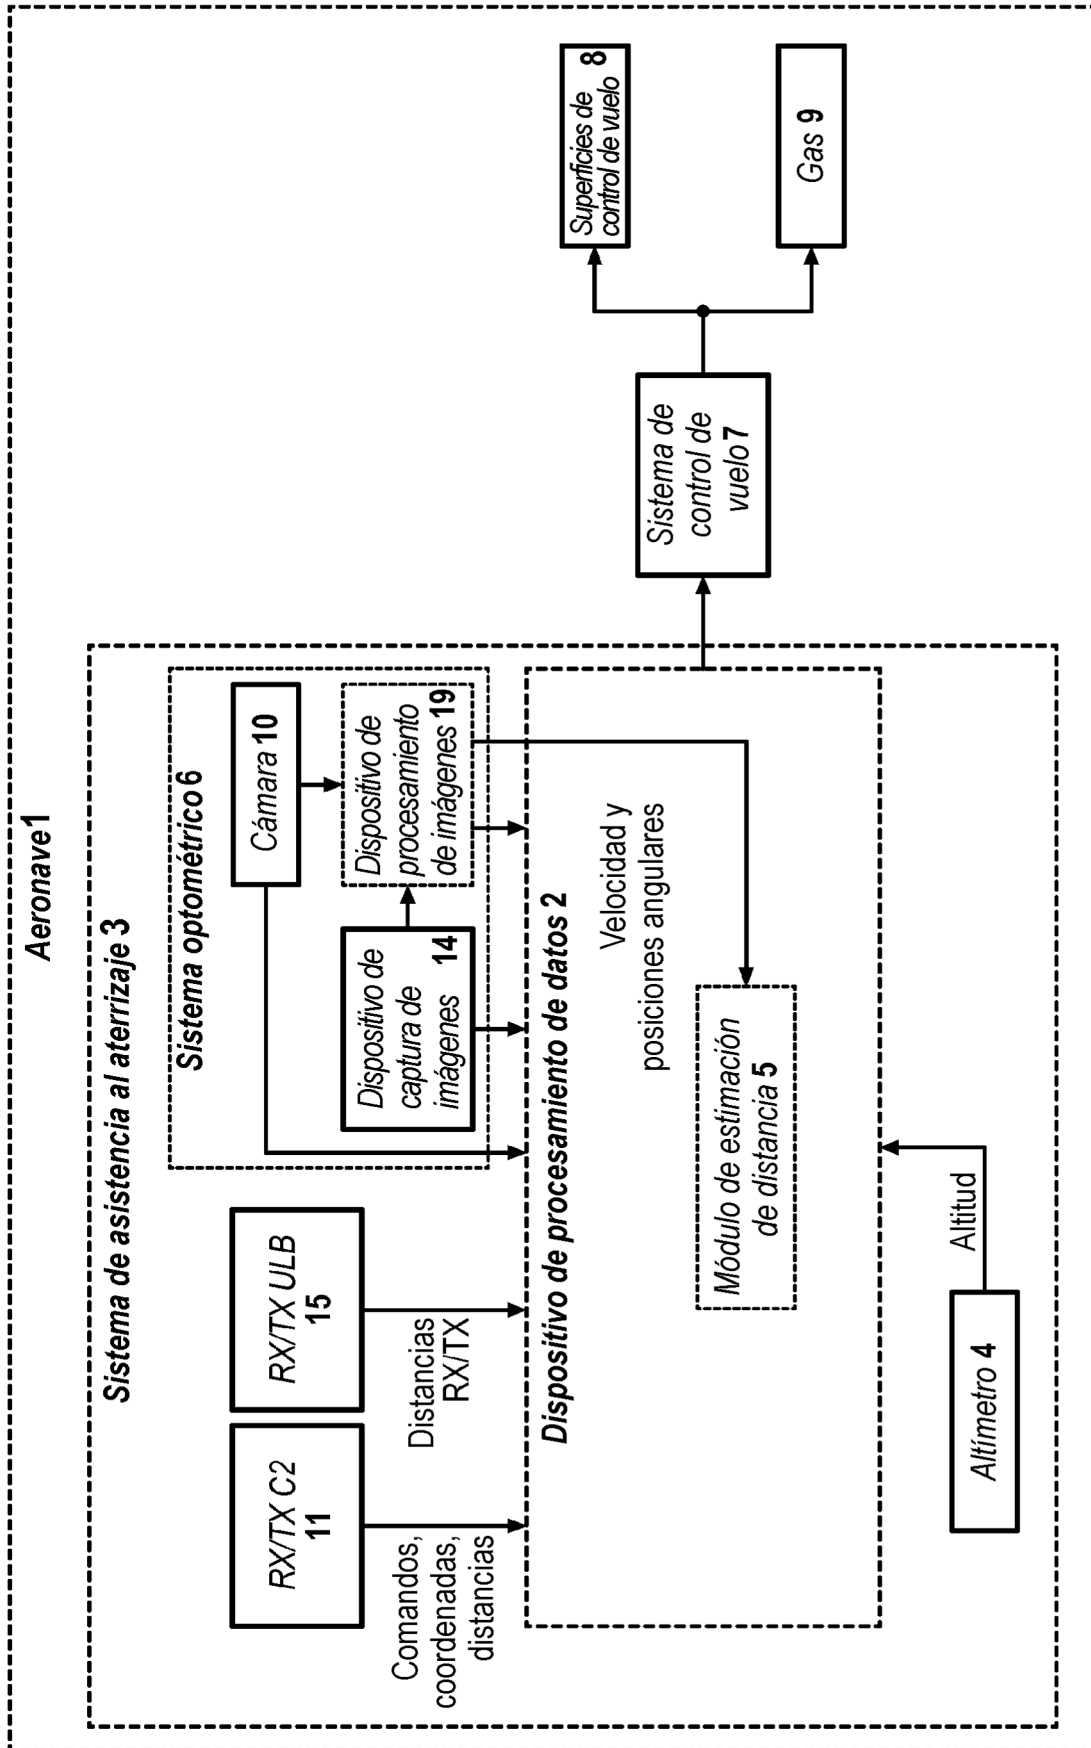 Aeronave1
Sistema de asistencia al aterrizaje 3
RX/TX C2
11
RX/TX ULB
15
Sistema optométrico 6
Cámara 10
Dispositivo de
captura de
imágenes 14
Dispositivo de
procesamiento
de imágenes 19
Comandos,
coordenadas,
distancias
Distancias
RX/TX
Dispositivo de procesamiento de datos 2
Velocidad y
posiciones angulares
Módulo de estimación
de distancia 5
Altímetro 4
Altitud
Sistema de
control de
vuelo7
Superficies de 8
control de vuelo
Gas 9